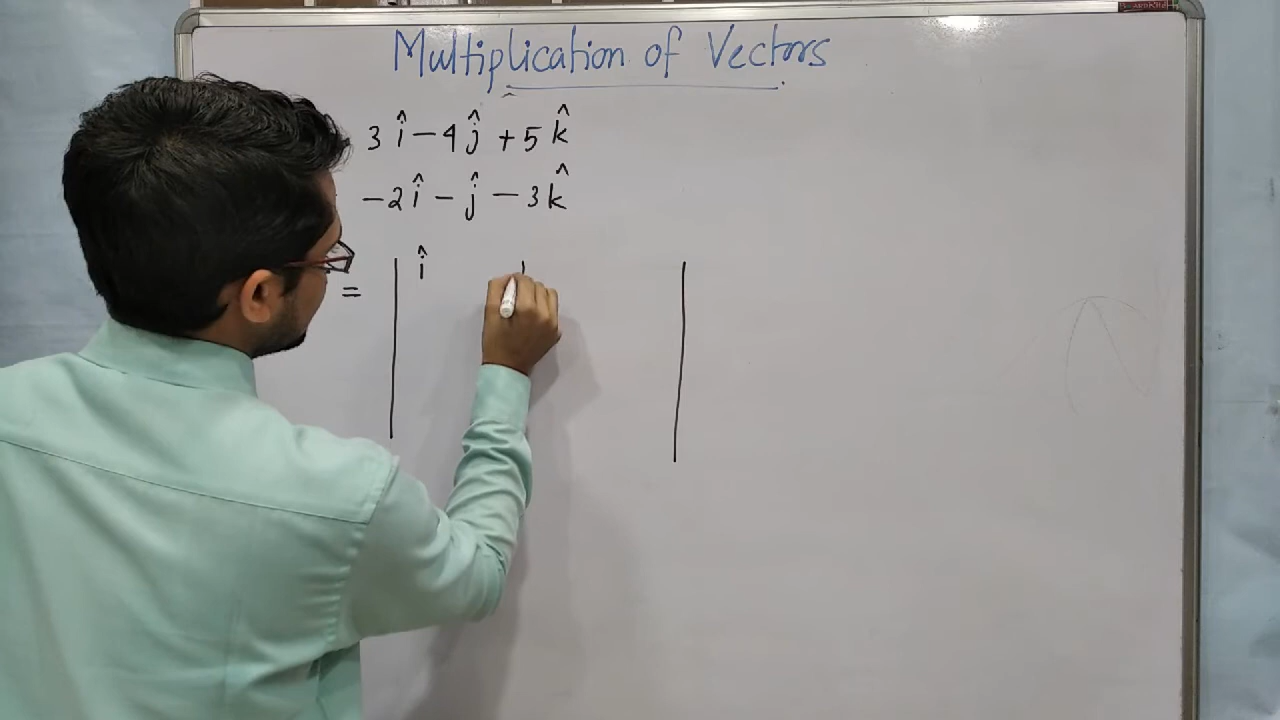 Multiplication of Vectors
3 î − 4 ĵ + 5 k̂
−2 î − ĵ − 3 k̂
= | î |